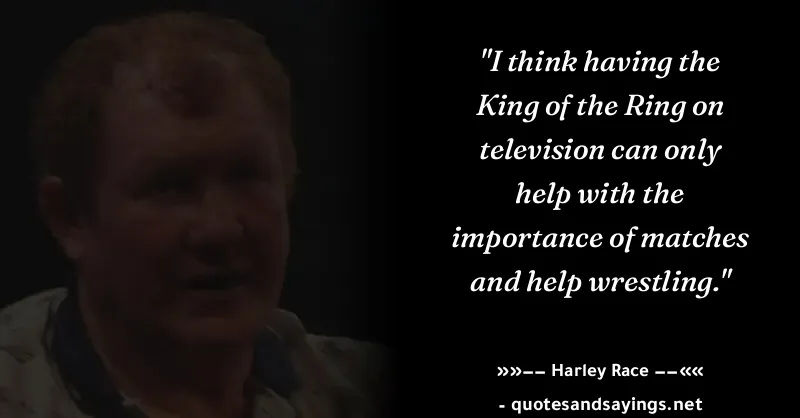 "I think having the
King of the Ring on
television can only
help with the
importance of matches
and help wrestling."
»»−− Harley Race −−««
- quotesandsayings.net